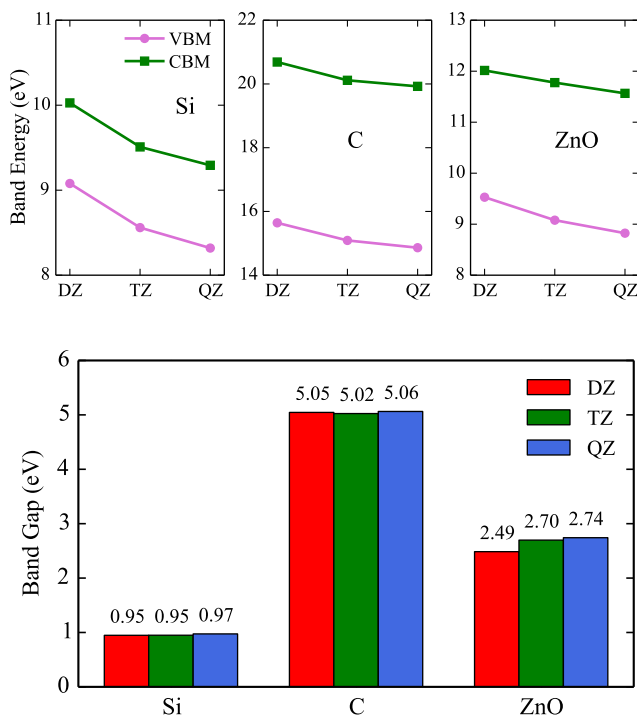 VBM
CBM
Si
C
ZnO
Band Energy (eV)
11
10
9
8
DZ TZ QZ
22
20
18
16
14
DZ TZ QZ
13
12
11
10
9
8
DZ TZ QZ
Band Gap (eV)
6
5
4
3
2
1
0
0.95 0.95 0.97
5.05 5.02 5.06
2.49 2.70 2.74
DZ
TZ
QZ
Si C ZnO